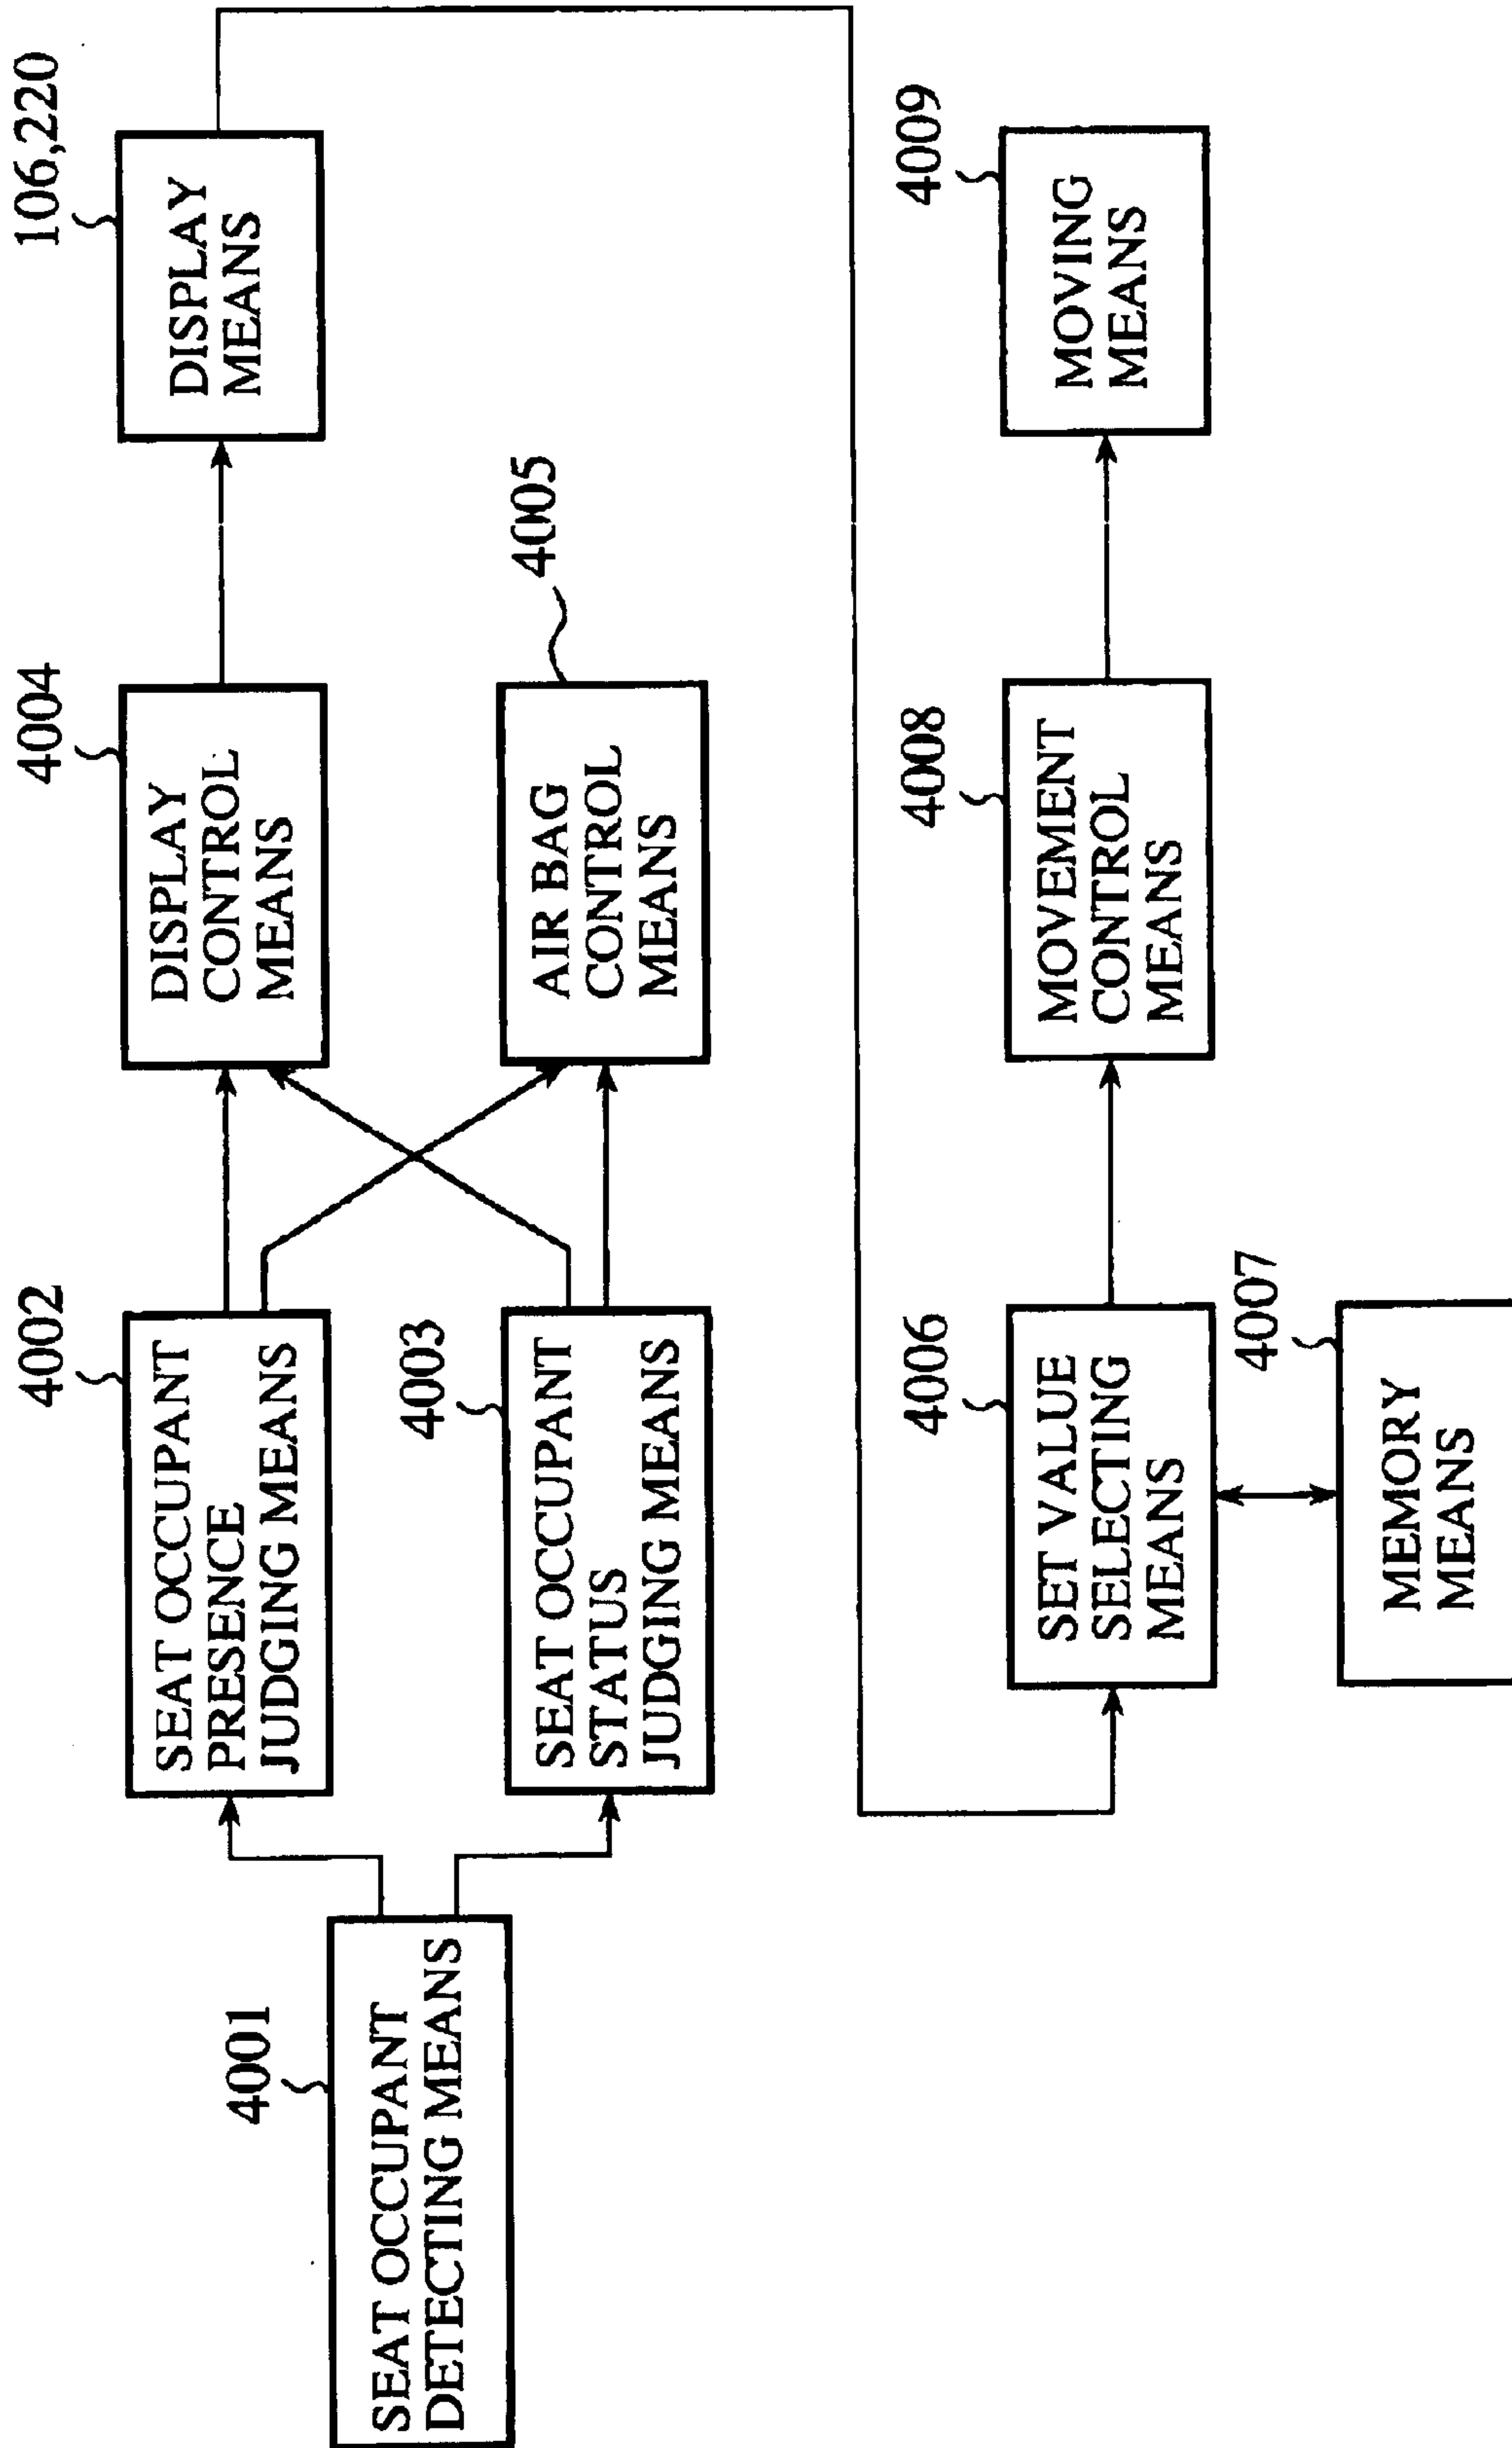 4001
SEAT OCCUPANT
DETECTING MEANS
4002
SEAT OCCUPANT
PRESENCE
JUDGING MEANS
4003
SEAT OCCUPANT
STATUS
JUDGING MEANS
4004
DISPLAY
CONTROL
MEANS
4005
AIR BAG
CONTROL
MEANS
106,220
DISPLAY
MEANS
4006
SET VALUE
SELECTING
MEANS
4007
MEMORY
MEANS
4008
MOVEMENT
CONTROL
MEANS
4009
MOVING
MEANS